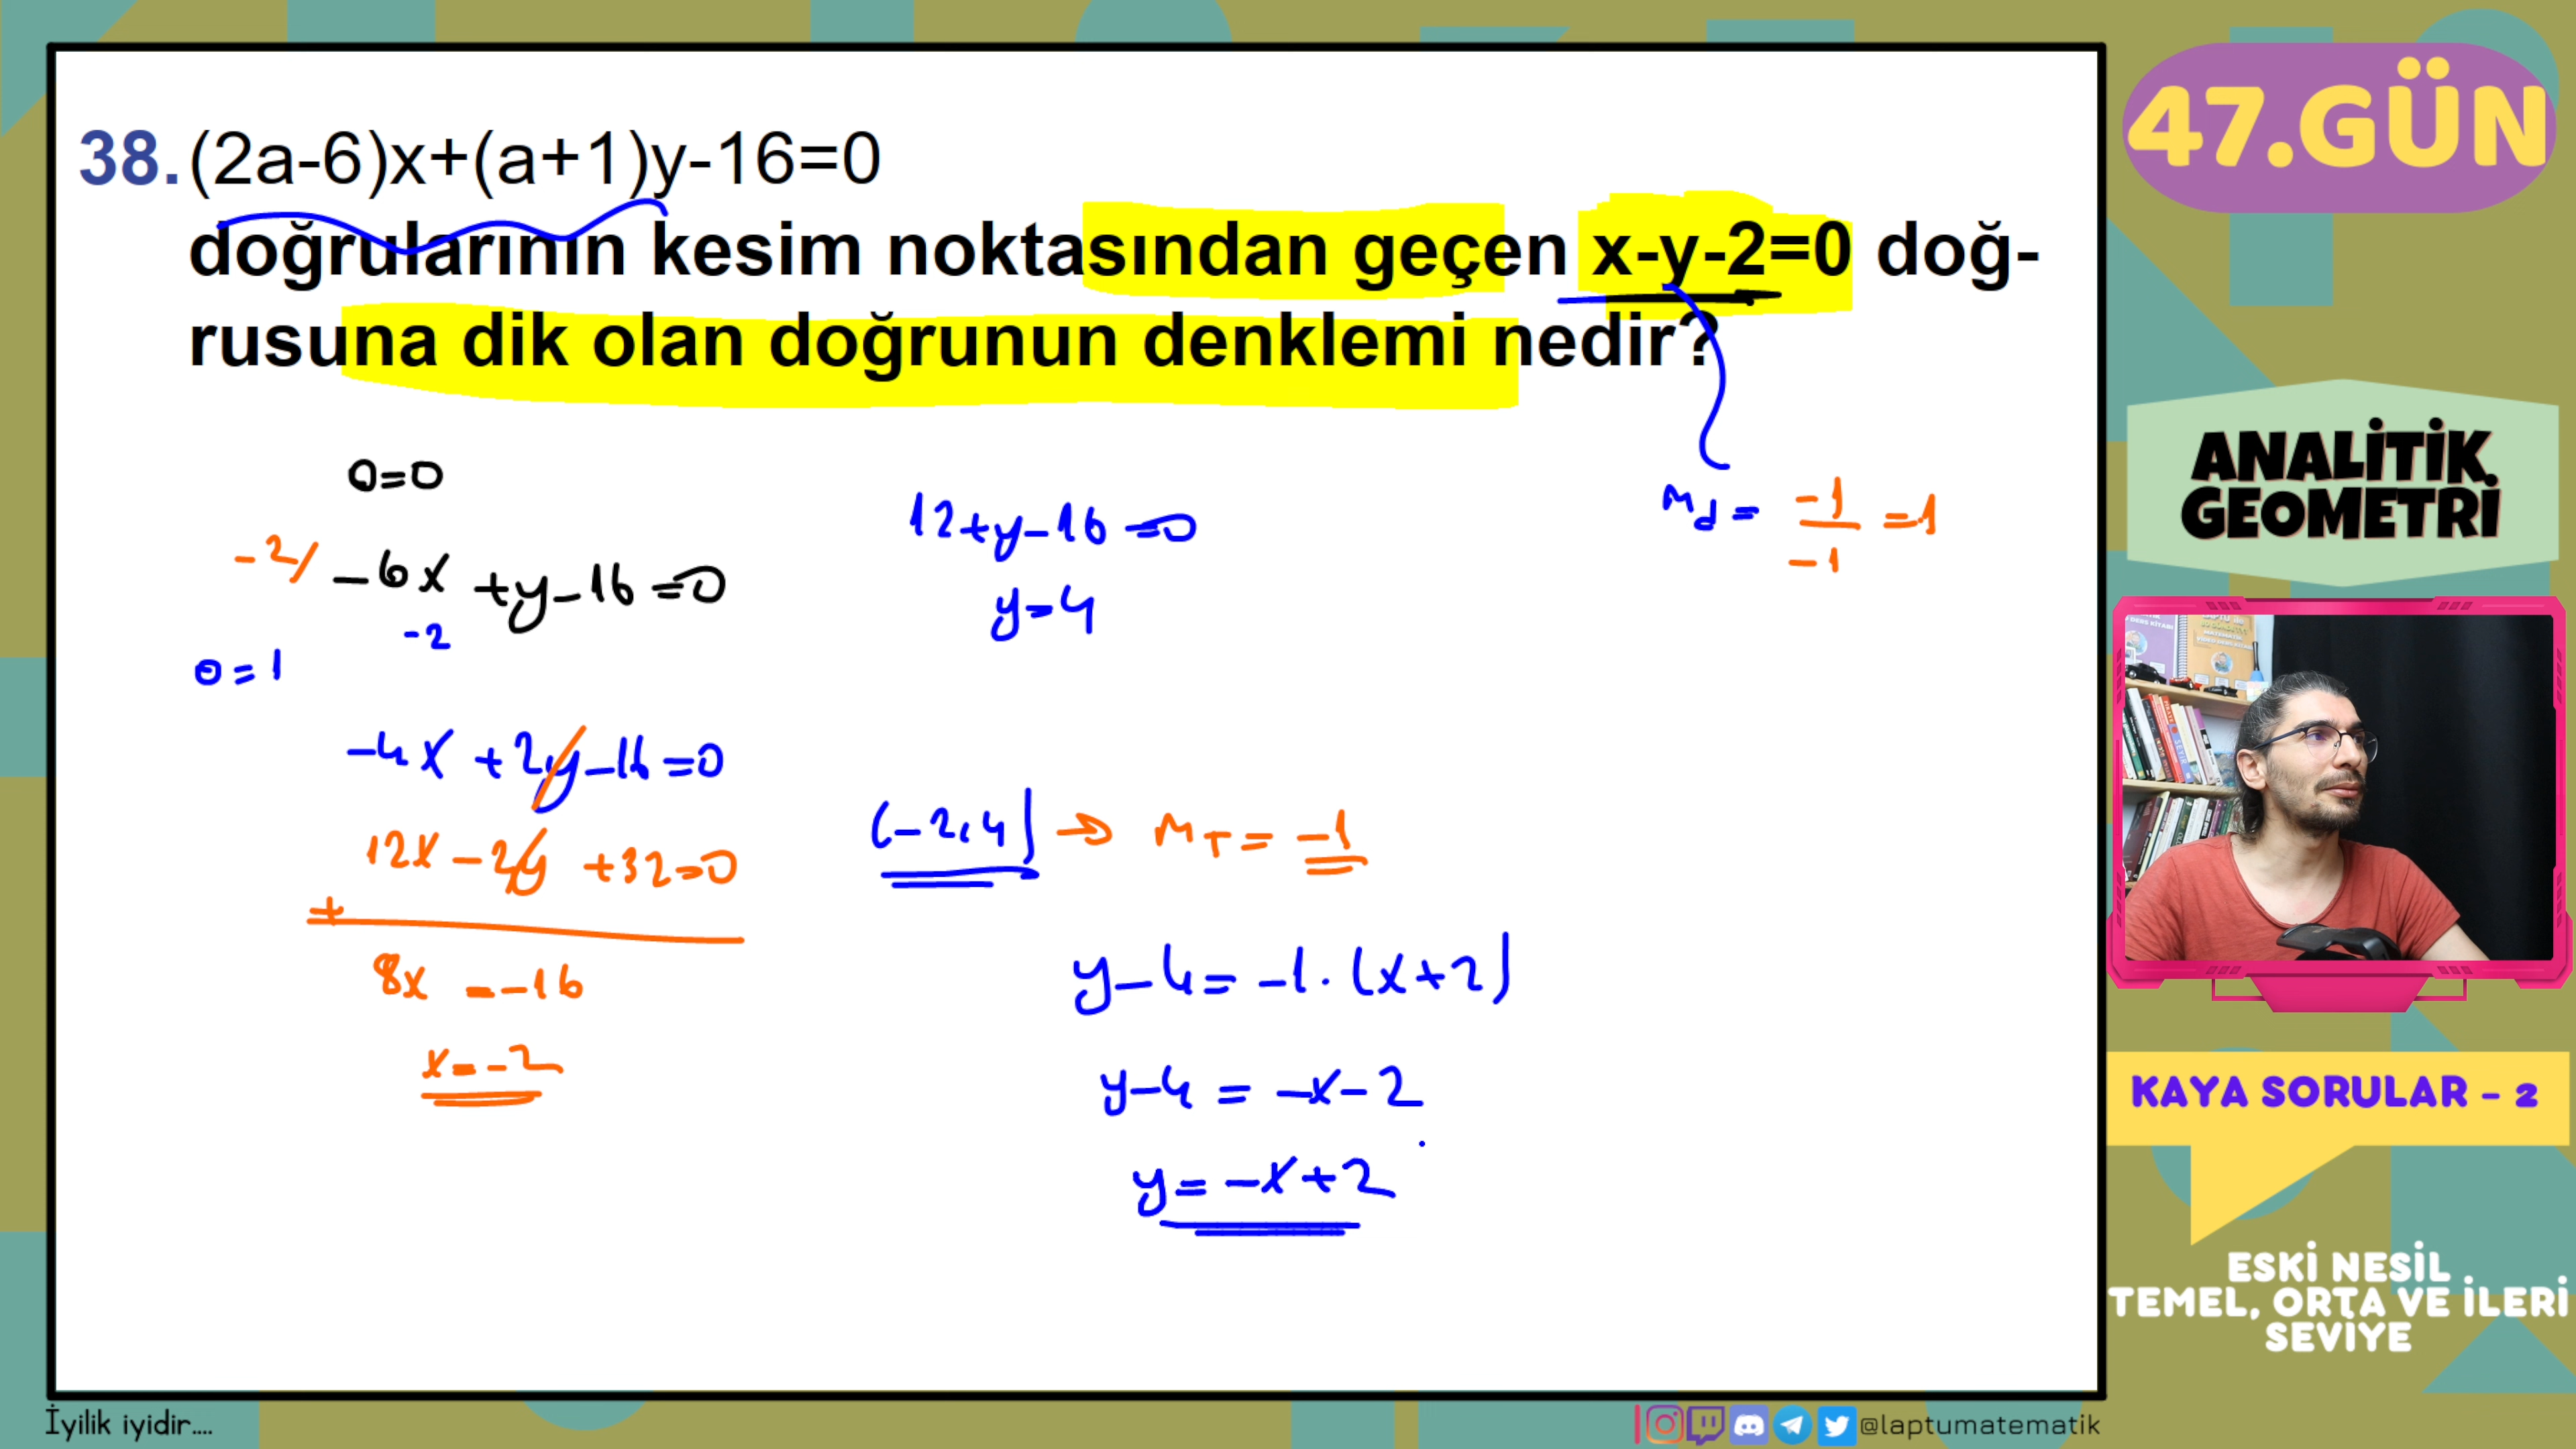 47.GÜN
38.(2a-6)x+(a+1)y-16=0
doğrularının kesim noktasından geçen x-y-2=0 doğ-
rusuna dik olan doğrunun denklemi nedir?
ANALİTİK
GEOMETRİ
a=0
-2/ -6x +y-16=0
-2
a=1
-4x +2y-16=0
12x-2y +32=0
+
8x =-16
x=-2
12+y-16=0
y=4
(-2,4) → mT= -1
y-4= -1.(x+2)
y-4 = -x-2
y=-x+2
md = -1/-1 =1
KAYA SORULAR - 2
ESKİ NESİL
TEMEL, ORTA VE İLERİ
SEVİYE
İyilik iyidir....
@laptumatematik